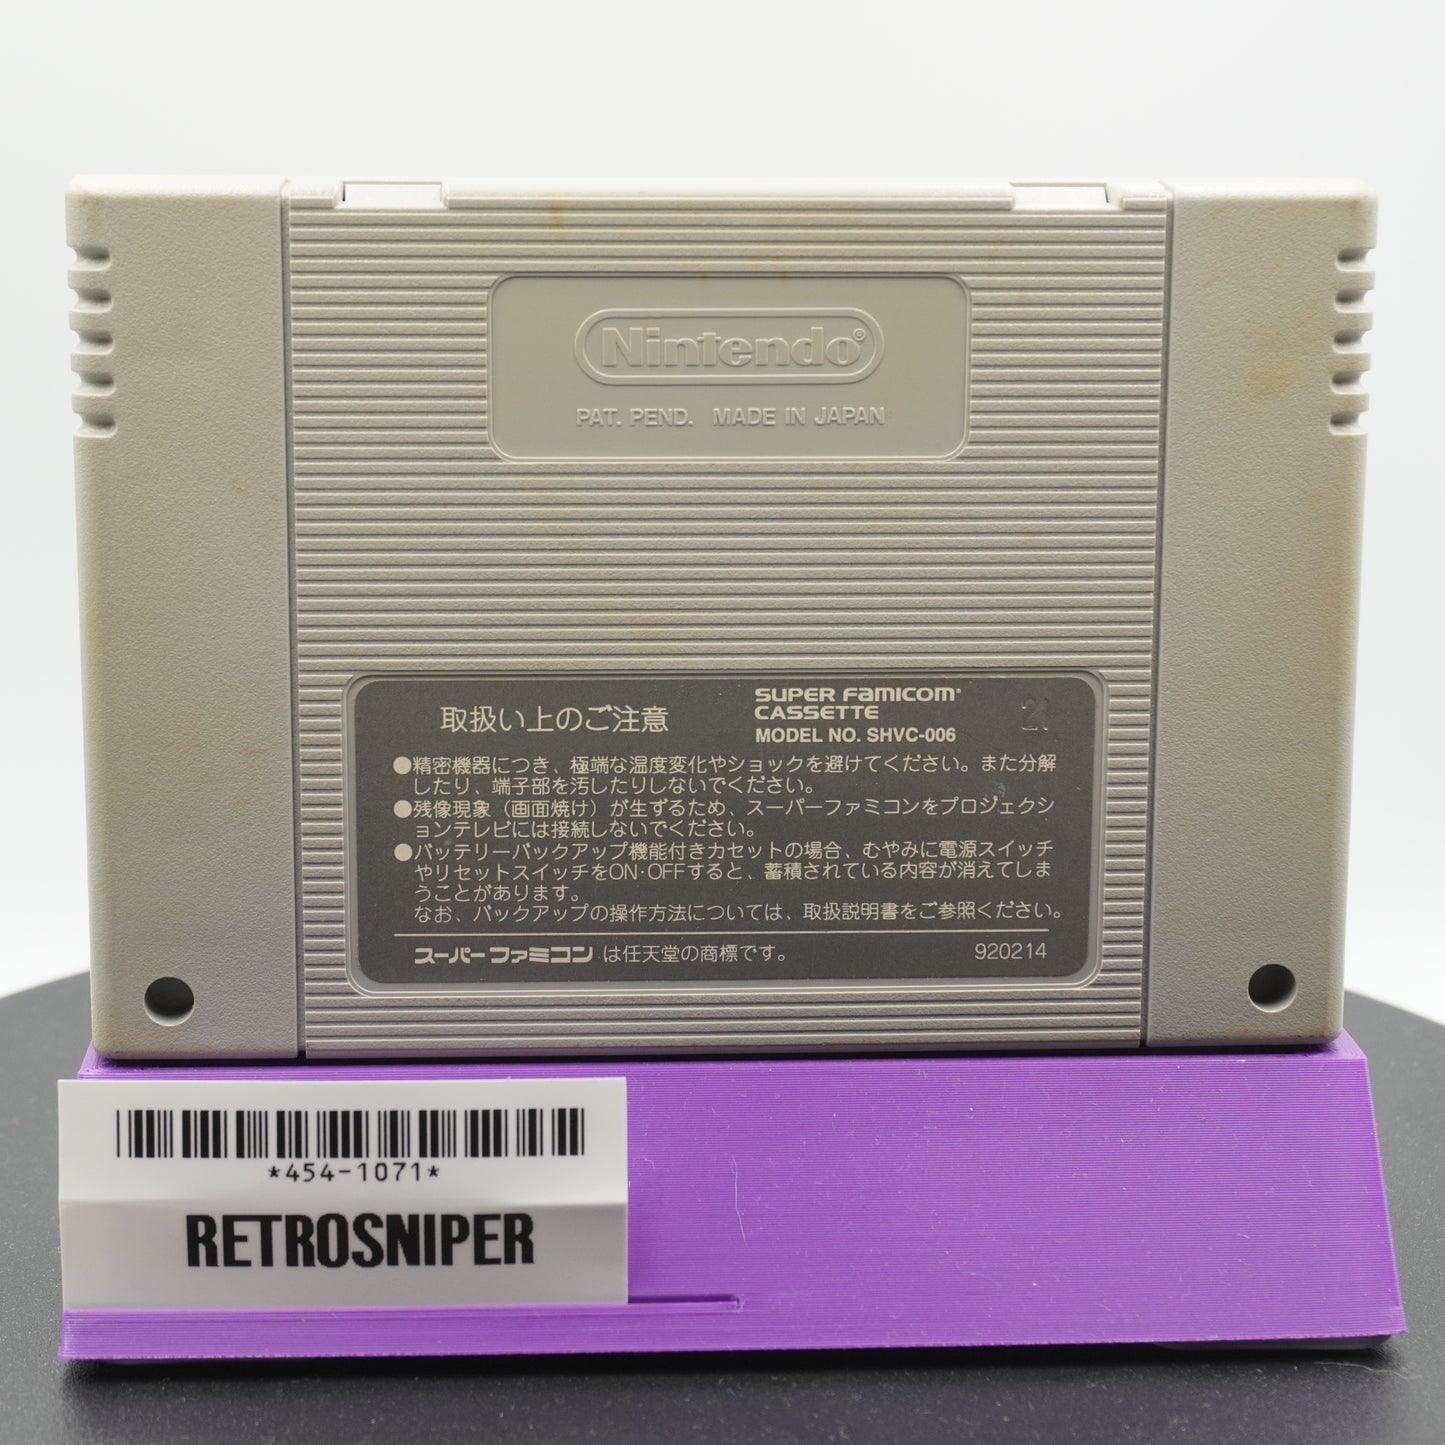 Nintendo®
PAT. PEND. MADE IN JAPAN
取扱い上のご注意
SUPER FAMICOM®
CASSETTE
MODEL NO. SHVC-006
21
●精密機器につき、極端な温度変化やショックを避けてください。また分解
したり、端子部を汚したりしないでください。
●残像現象(画面焼け)が生ずるため、スーパーファミコンをプロジェクシ
ョンテレビには接続しないでください。
●バッテリーバックアップ機能付きカセットの場合、むやみに電源スイッチ
やリセットスイッチをON・OFFすると、蓄積されている内容が消えてしま
うことがあります。
なお、バックアップの操作方法については、取扱説明書をご参照ください。
スーパーファミコン は任天堂の商標です。 920214
*454-1071*
RETROSNIPER